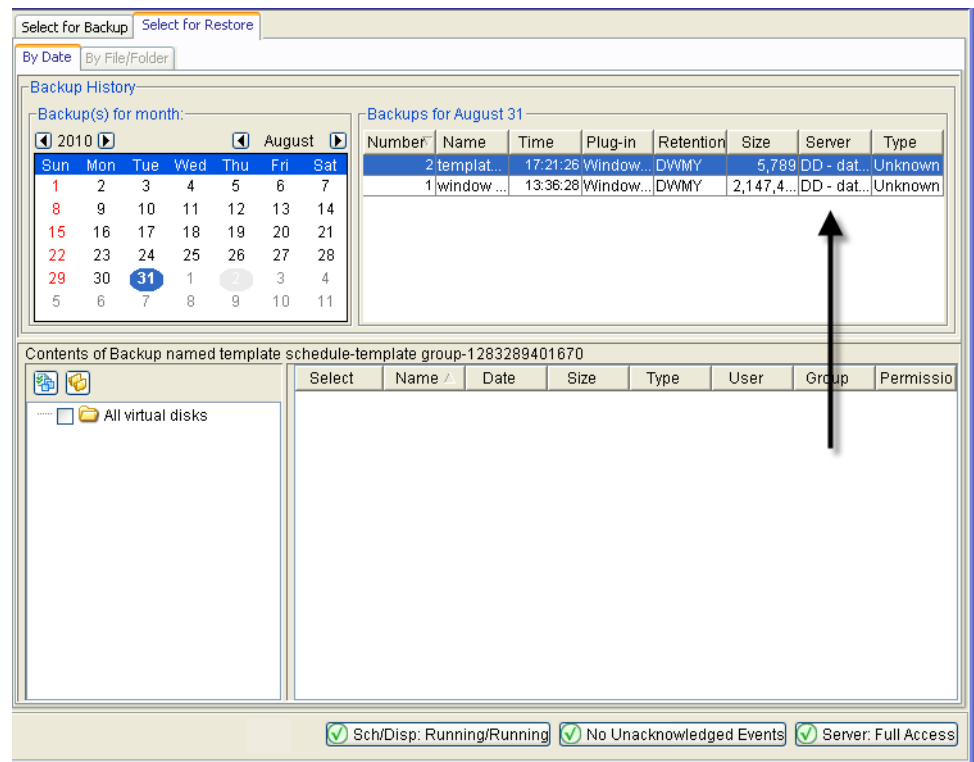 Select for Backup Select for Restore
By Date By File/Folder
Backup History
Backup(s) for month:
2010 August
Sun Mon Tue Wed Thu Fri Sat
1 2 3 4 5 6 7
8 9 10 11 12 13 14
15 16 17 18 19 20 21
22 23 24 25 26 27 28
29 30 31 1 2 3 4
5 6 7 8 9 10 11
Backups for August 31
Number Name Time Plug-in Retention Size Server Type
2 templat... 17:21:26 Window... DWMY 5,789 DD - dat... Unknown
1 window ... 13:36:28 Window... DWMY 2,147,4... DD - dat... Unknown
Contents of Backup named template schedule-template group-1283289401670
All virtual disks
Select Name Date Size Type User Group Permissio
Sch/Disp: Running/Running No Unacknowledged Events Server: Full Access